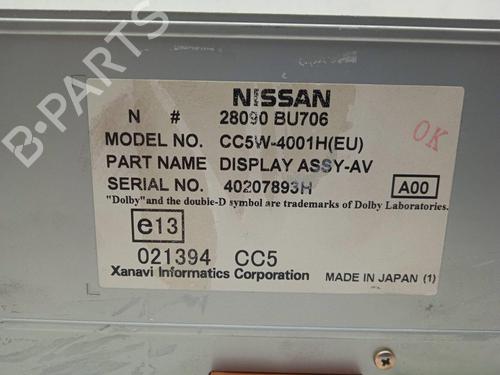 NISSAN
N # 28090 BU706
MODEL NO. CC5W-4001H(EU)
PART NAME DISPLAY ASSY-AV
SERIAL NO. 40207893H A00
"Dolby"and the double-D symbol are trademarks of Dolby Laboratories.
e13
021394 CC5
Xanavi Informatics Corporation MADE IN JAPAN (1)
OK
B-PARTS